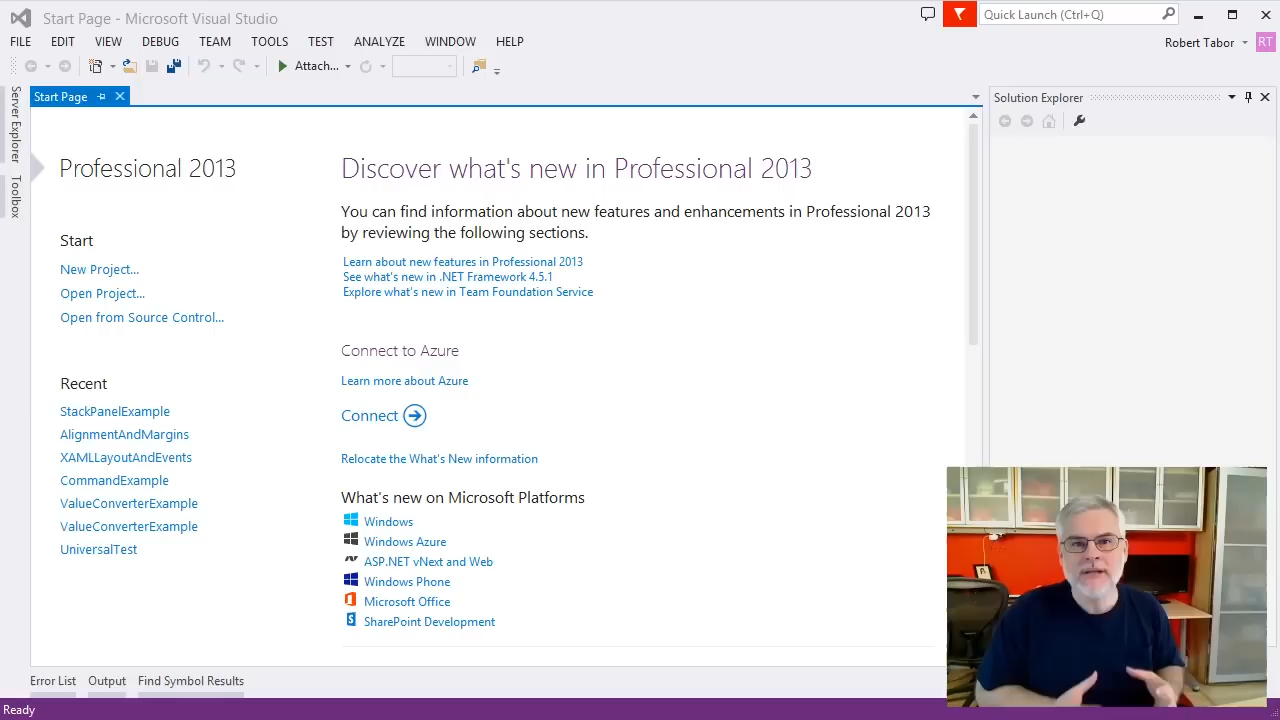 Start Page - Microsoft Visual Studio
Quick Launch (Ctrl+Q)
FILE EDIT VIEW DEBUG TEAM TOOLS TEST ANALYZE WINDOW HELP
Robert Tabor RT
Attach...
Server Explorer
Toolbox
Start Page
Solution Explorer
Professional 2013
Start
New Project...
Open Project...
Open from Source Control...
Recent
StackPanelExample
AlignmentAndMargins
XAMLLayoutAndEvents
CommandExample
ValueConverterExample
ValueConverterExample
UniversalTest
Discover what's new in Professional 2013
You can find information about new features and enhancements in Professional 2013
by reviewing the following sections.
Learn about new features in Professional 2013
See what's new in .NET Framework 4.5.1
Explore what's new in Team Foundation Service
Connect to Azure
Learn more about Azure
Connect
Relocate the What's New information
What's new on Microsoft Platforms
Windows
Windows Azure
ASP.NET vNext and Web
Windows Phone
Microsoft Office
SharePoint Development
Error List Output Find Symbol Results
Ready